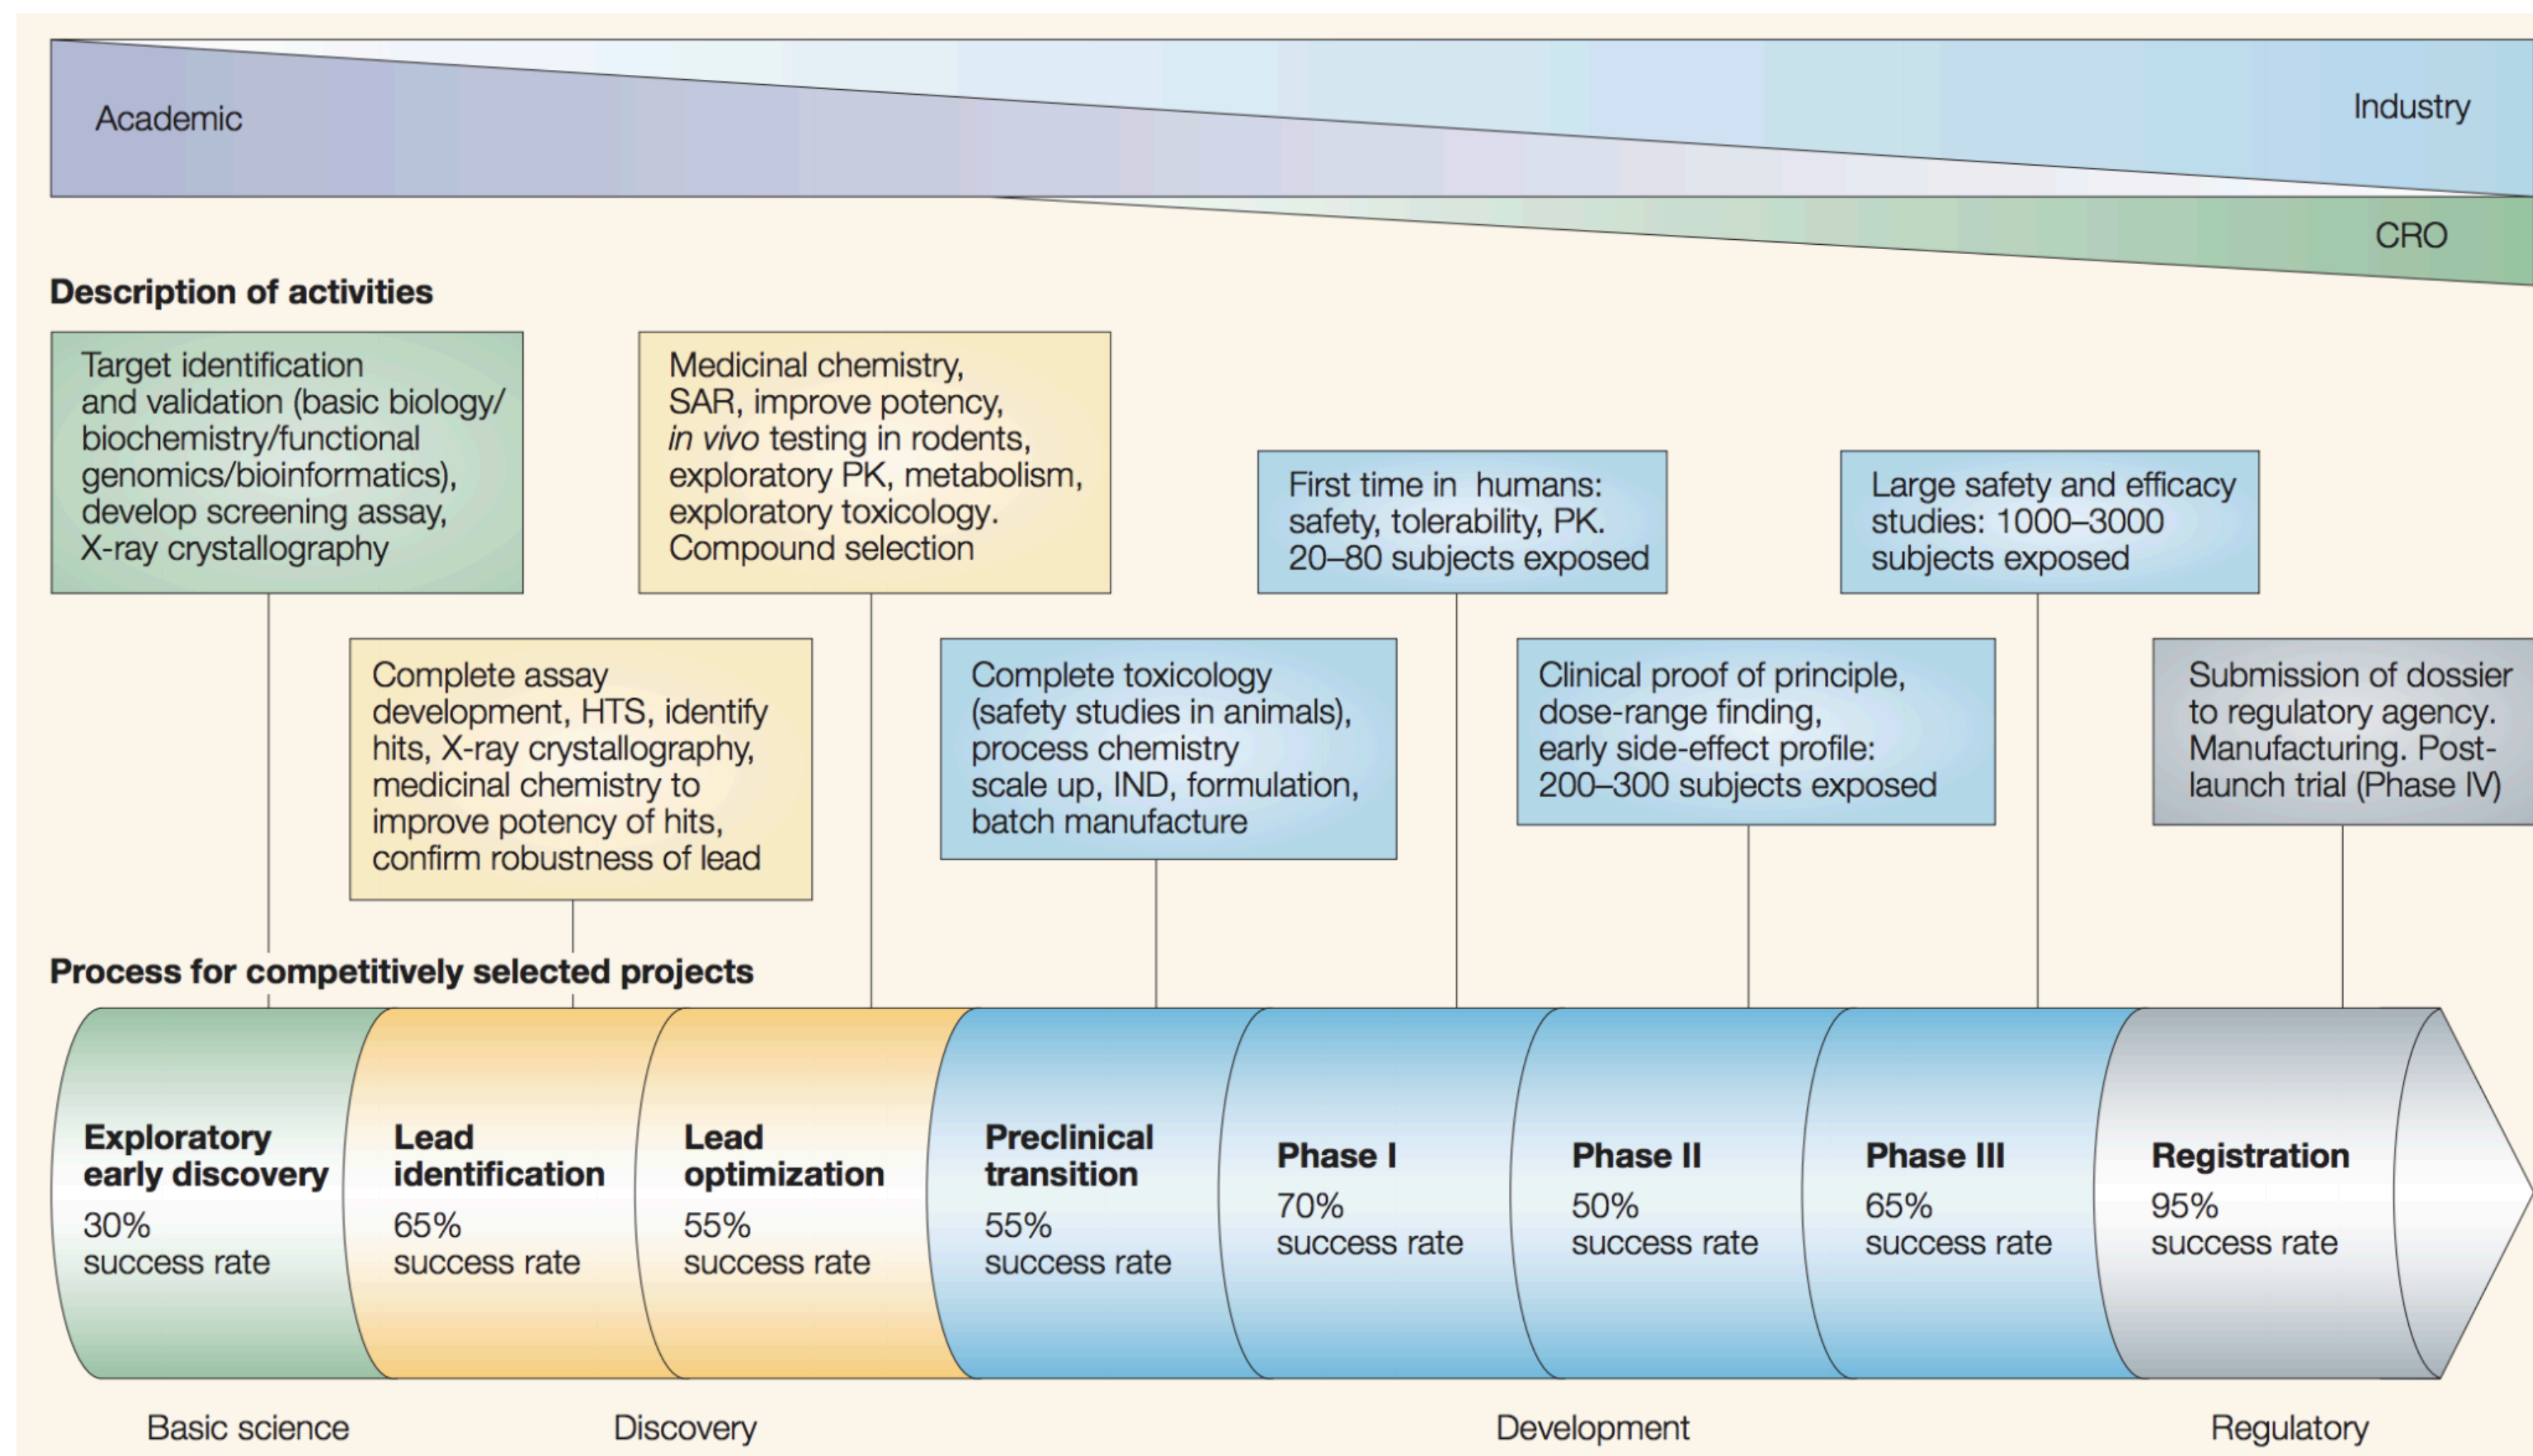 Academic
Industry
CRO
Description of activities
Target identification
and validation (basic biology/
biochemistry/functional
genomics/bioinformatics),
develop screening assay,
X-ray crystallography
Medicinal chemistry,
SAR, improve potency,
in vivo testing in rodents,
exploratory PK, metabolism,
exploratory toxicology.
Compound selection
First time in humans:
safety, tolerability, PK.
20–80 subjects exposed
Large safety and efficacy
studies: 1000–3000
subjects exposed
Complete assay
development, HTS, identify
hits, X-ray crystallography,
medicinal chemistry to
improve potency of hits,
confirm robustness of lead
Complete toxicology
(safety studies in animals),
process chemistry
scale up, IND, formulation,
batch manufacture
Clinical proof of principle,
dose-range finding,
early side-effect profile:
200–300 subjects exposed
Submission of dossier
to regulatory agency.
Manufacturing. Post-
launch trial (Phase IV)
Process for competitively selected projects
Exploratory
early discovery
30%
success rate
Lead
identification
65%
success rate
Lead
optimization
55%
success rate
Preclinical
transition
55%
success rate
Phase I
70%
success rate
Phase II
50%
success rate
Phase III
65%
success rate
Registration
95%
success rate
Basic science
Discovery
Development
Regulatory